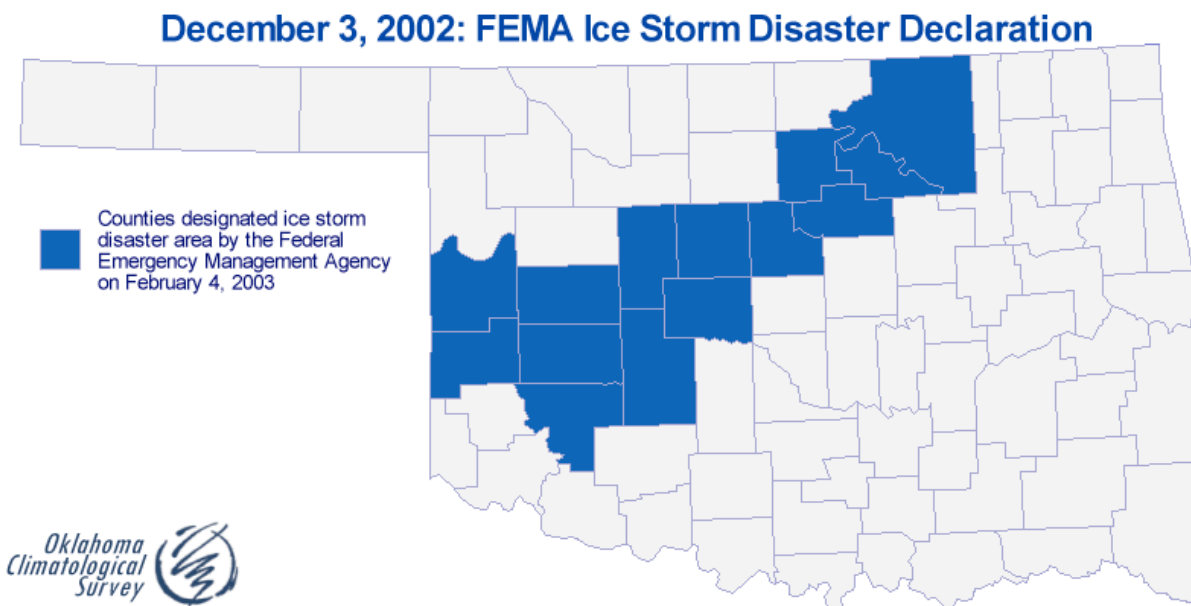 December 3, 2002: FEMA Ice Storm Disaster Declaration
Counties designated ice storm
disaster area by the Federal
Emergency Management Agency
on February 4, 2003
Oklahoma
Climatological
Survey